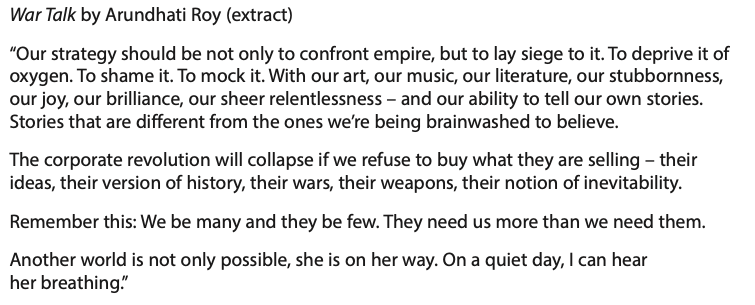 War Talk by Arundhati Roy (extract)
“Our strategy should be not only to confront empire, but to lay siege to it. To deprive it of
oxygen. To shame it. To mock it. With our art, our music, our literature, our stubbornness,
our joy, our brilliance, our sheer relentlessness – and our ability to tell our own stories.
Stories that are different from the ones we’re being brainwashed to believe.
The corporate revolution will collapse if we refuse to buy what they are selling – their
ideas, their version of history, their wars, their weapons, their notion of inevitability.
Remember this: We be many and they be few. They need us more than we need them.
Another world is not only possible, she is on her way. On a quiet day, I can hear
her breathing.”